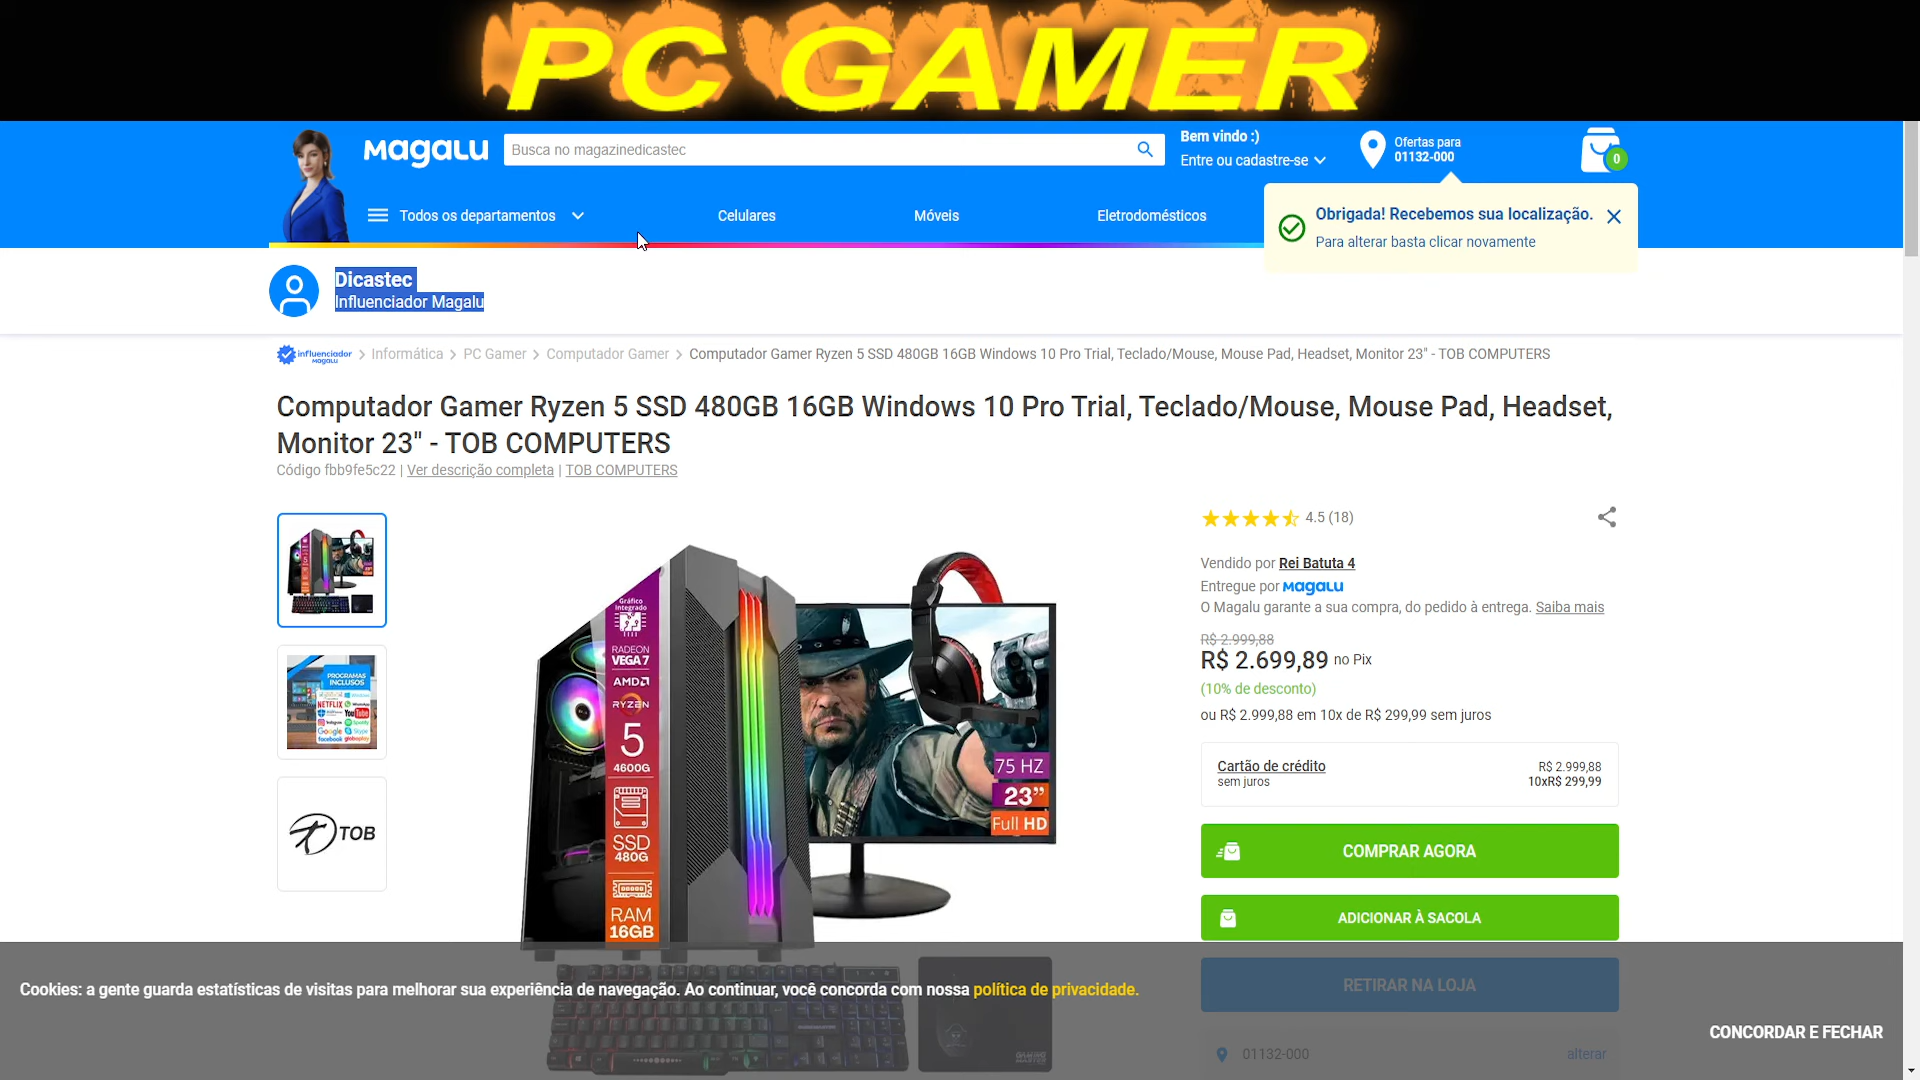 PC GAMER
Magalu
Busca no magazinedicastec
Bem vindo :)
Entre ou cadastre-se
Ofertas para
01132-000
0
Todos os departamentos
Celulares
Móveis
Eletrodomésticos
Obrigada! Recebemos sua localização.
Para alterar basta clicar novamente
Dicastec
Influenciador Magalu
influenciador
magalu
Informática
PC Gamer
Computador Gamer
Computador Gamer Ryzen 5 SSD 480GB 16GB Windows 10 Pro Trial, Teclado/Mouse, Mouse Pad, Headset, Monitor 23" - TOB COMPUTERS
Computador Gamer Ryzen 5 SSD 480GB 16GB Windows 10 Pro Trial, Teclado/Mouse, Mouse Pad, Headset,
Monitor 23" - TOB COMPUTERS
Código fbb9fe5c22 | Ver descrição completa | TOB COMPUTERS
PROGRAMAS
INCLUSOS
NETFLIX
YouTube
Google
facebook
globoplay
TOB
Gráfico
Integrado
RADEON
VEGA 7
AMD
RYZEN
5
4600G
SSD
480G
RAM
16GB
75 HZ
23”
Full HD
4.5 (18)
Vendido por Rei Batuta 4
Entregue por Magalu
O Magalu garante a sua compra, do pedido à entrega. Saiba mais
R$ 2.999,88
R$ 2.699,89 no Pix
(10% de desconto)
ou R$ 2.999,88 em 10x de R$ 299,99 sem juros
Cartão de crédito
sem juros
R$ 2.999,88
10xR$ 299,99
COMPRAR AGORA
ADICIONAR À SACOLA
RETIRAR NA LOJA
01132-000
alterar
Cookies: a gente guarda estatísticas de visitas para melhorar sua experiência de navegação. Ao continuar, você concorda com nossa política de privacidade.
CONCORDAR E FECHAR